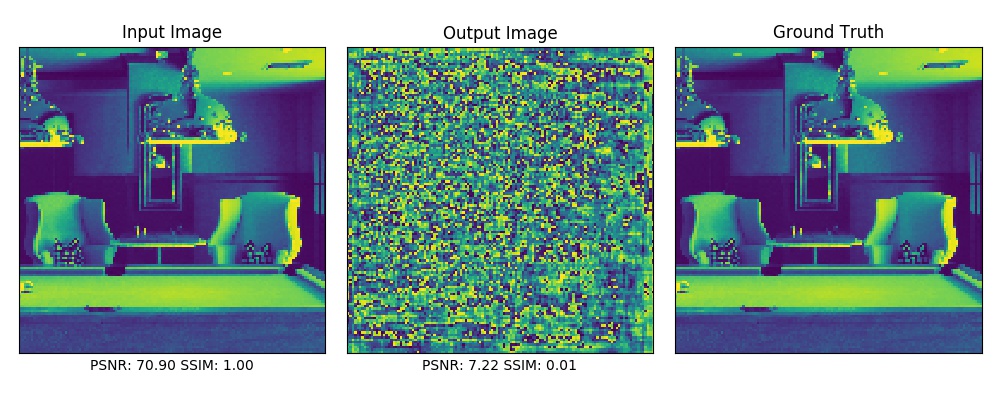 Input Image
Output Image
Ground Truth
PSNR: 70.90 SSIM: 1.00
PSNR: 7.22 SSIM: 0.01